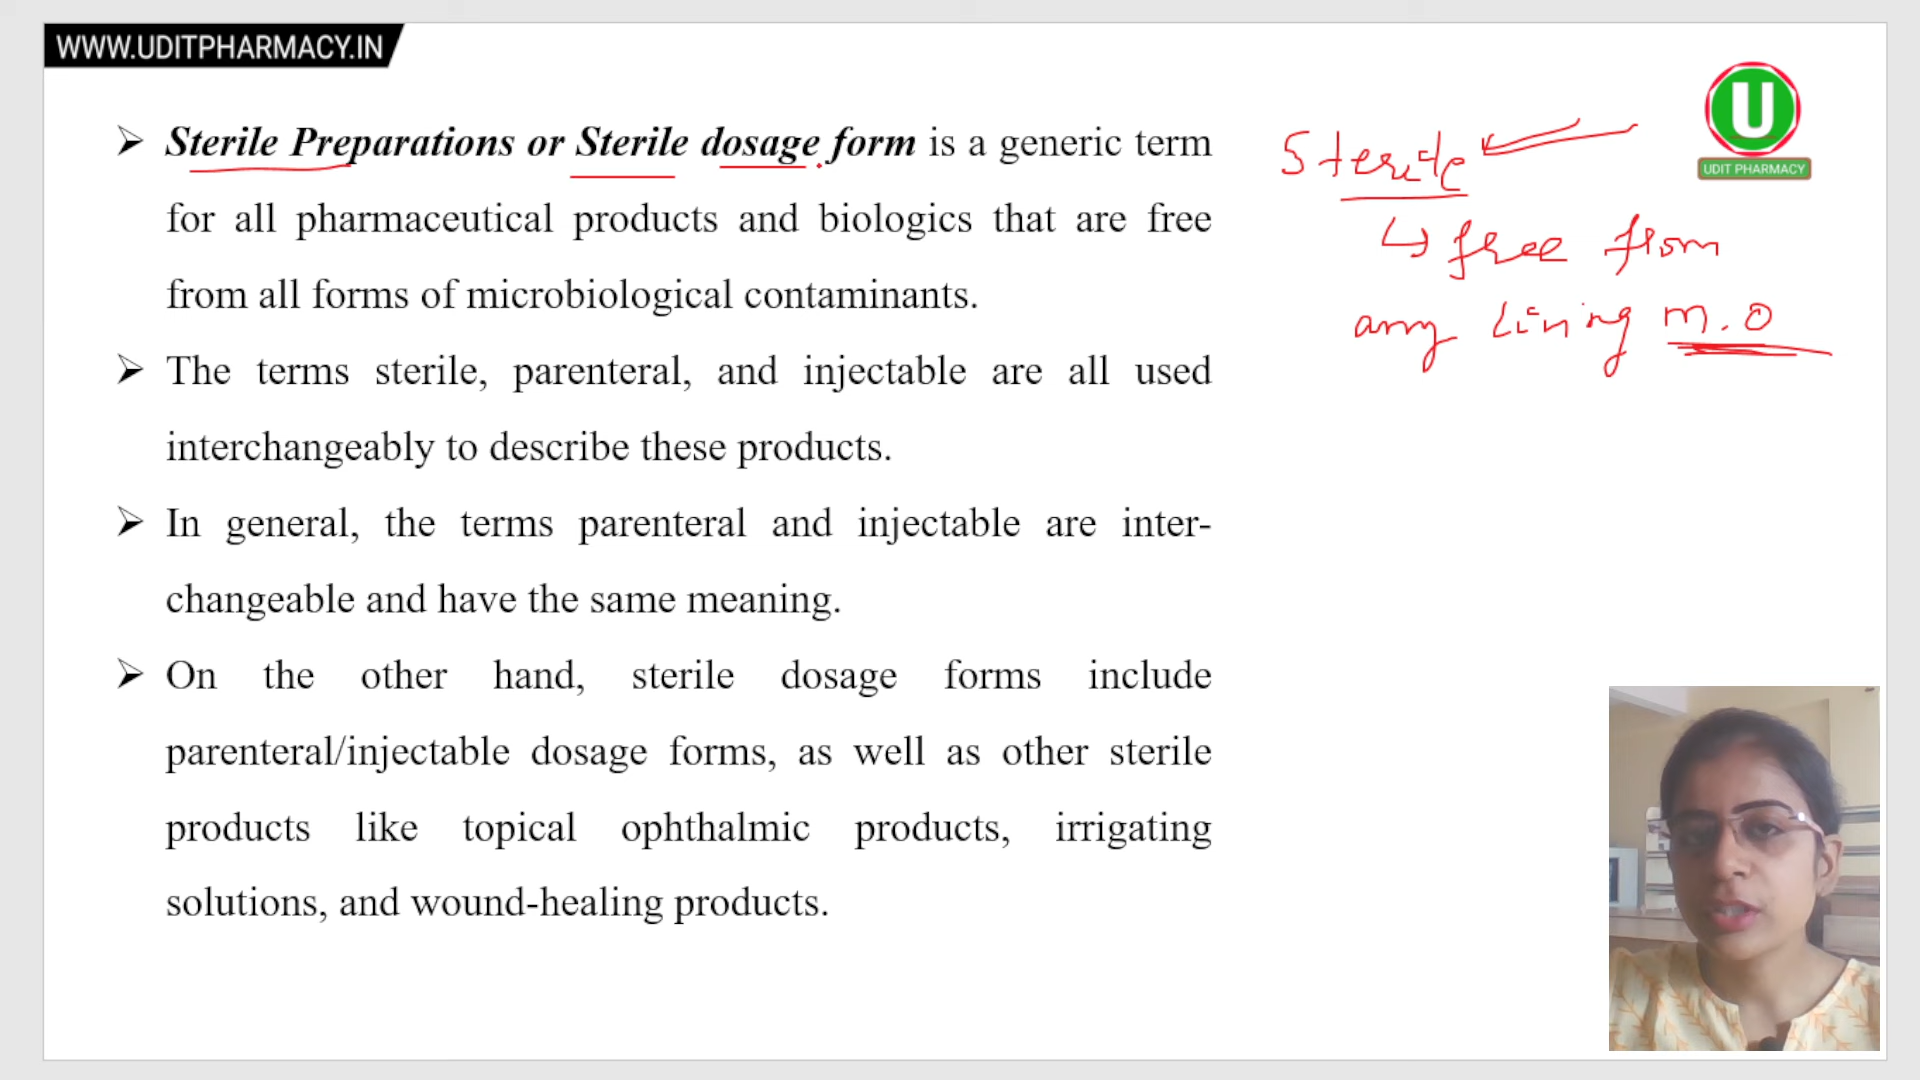 WWW.UDITPHARMACY.IN
U
UDIT PHARMACY
➢ Sterile Preparations or Sterile dosage form is a generic term
for all pharmaceutical products and biologics that are free
from all forms of microbiological contaminants.
➢ The terms sterile, parenteral, and injectable are all used
interchangeably to describe these products.
➢ In general, the terms parenteral and injectable are inter-
changeable and have the same meaning.
➢ On the other hand, sterile dosage forms include
parenteral/injectable dosage forms, as well as other sterile
products like topical ophthalmic products, irrigating
solutions, and wound-healing products.
Sterile
↳ free from
any living M.O